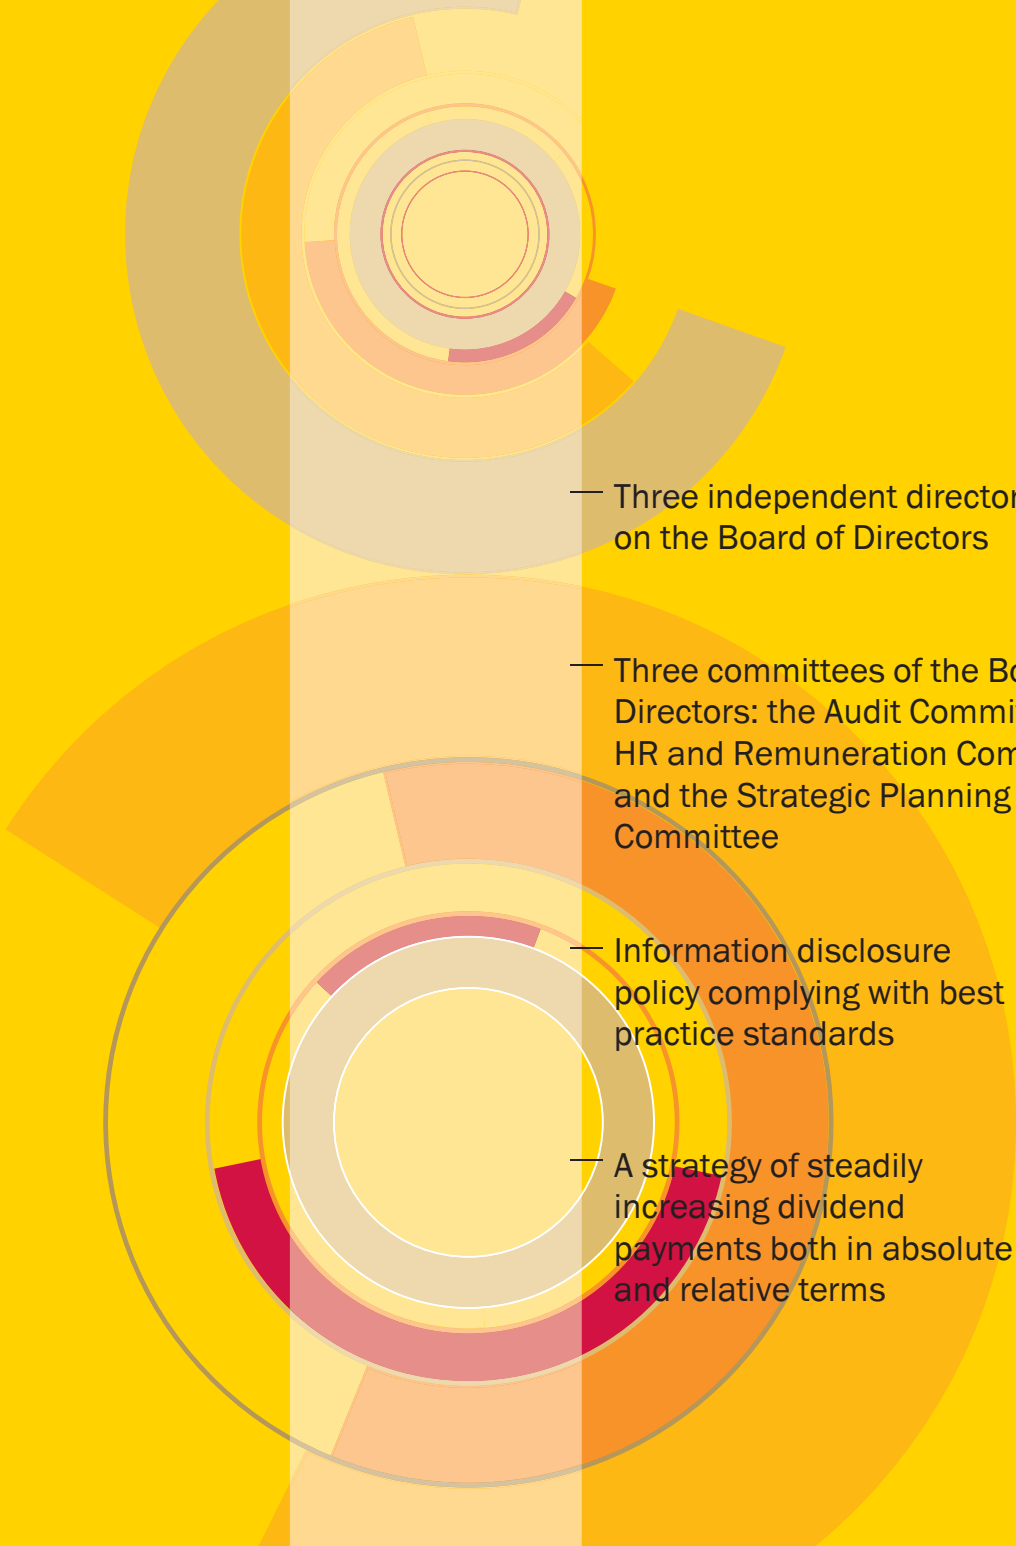 Three independent director
on the Board of Directors
Three committees of the Bo
Directors: the Audit Commi
HR and Remuneration Com
and the Strategic Planning
Committee
Information disclosure
policy complying with best
practice standards
A strategy of steadily
increasing dividend
payments both in absolute
and relative terms